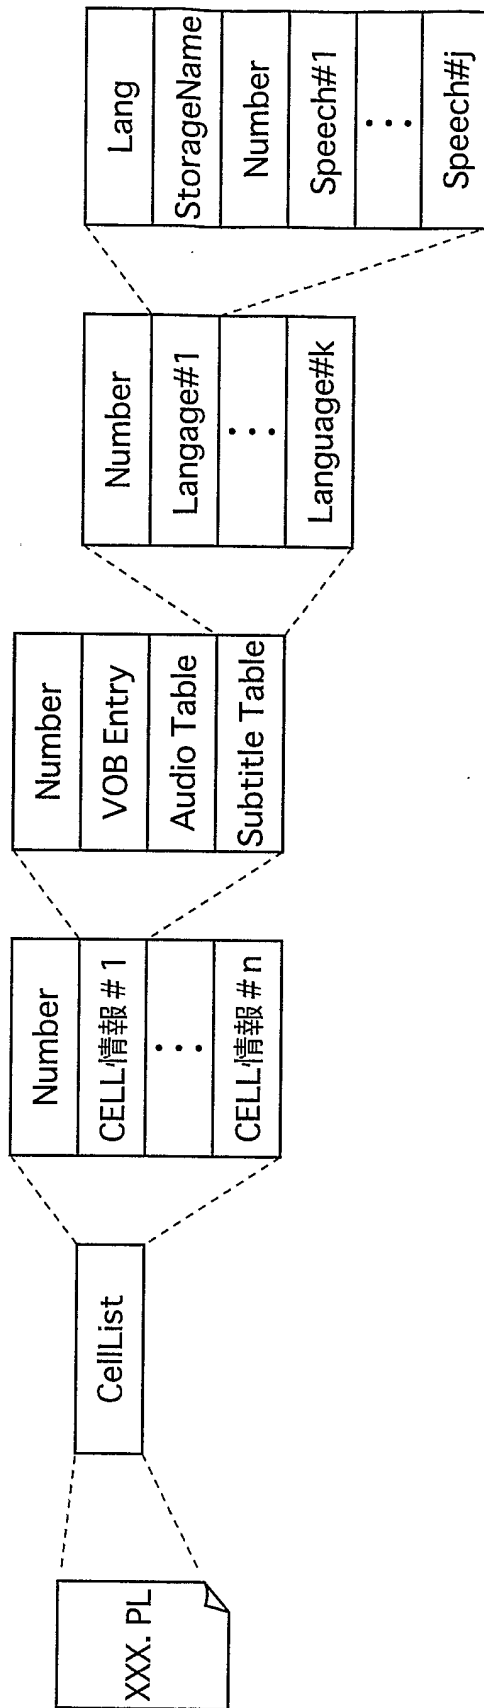 XXX. PL
CellList
Number
CELL情報#1
⋮
CELL情報#n
Number
VOB Entry
Audio Table
Subtitle Table
Number
Langage#1
⋮
Language#k
Lang
StorageName
Number
Speech#1
⋮
Speech#j